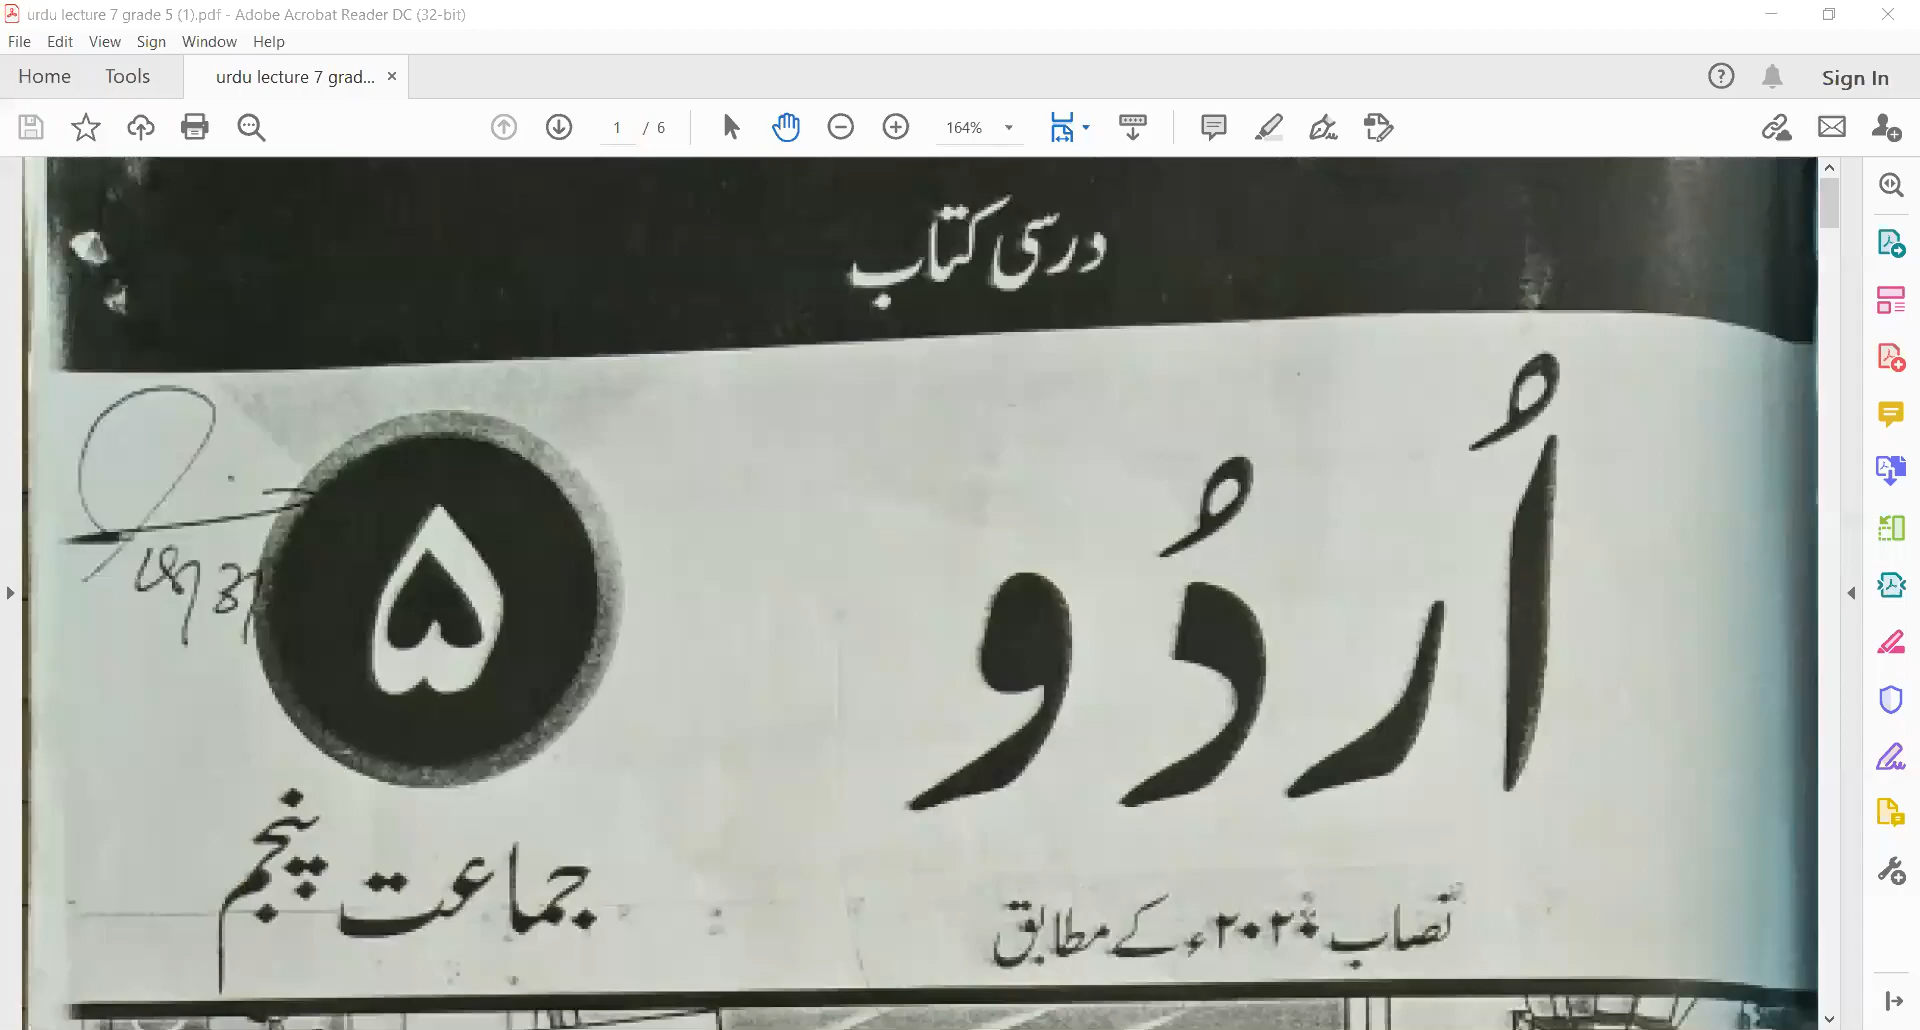 urdu lecture 7 grade 5 (1).pdf - Adobe Acrobat Reader DC (32-bit)
File Edit View Sign Window Help
Home Tools urdu lecture 7 grad... × Sign In
1 / 6 164%
درسی کتاب
اُردُو
۵
جماعت پنجم
نصاب ۲۰۲۰ء کے مطابق